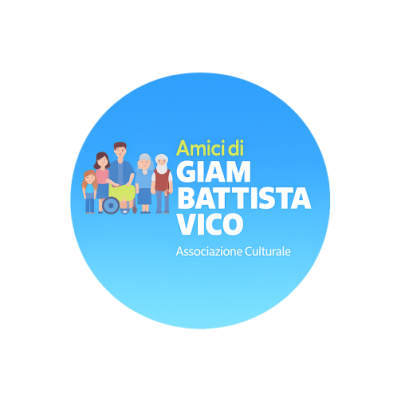 Amici di
GIAM
BATTISTA
VICO
Associazione Culturale